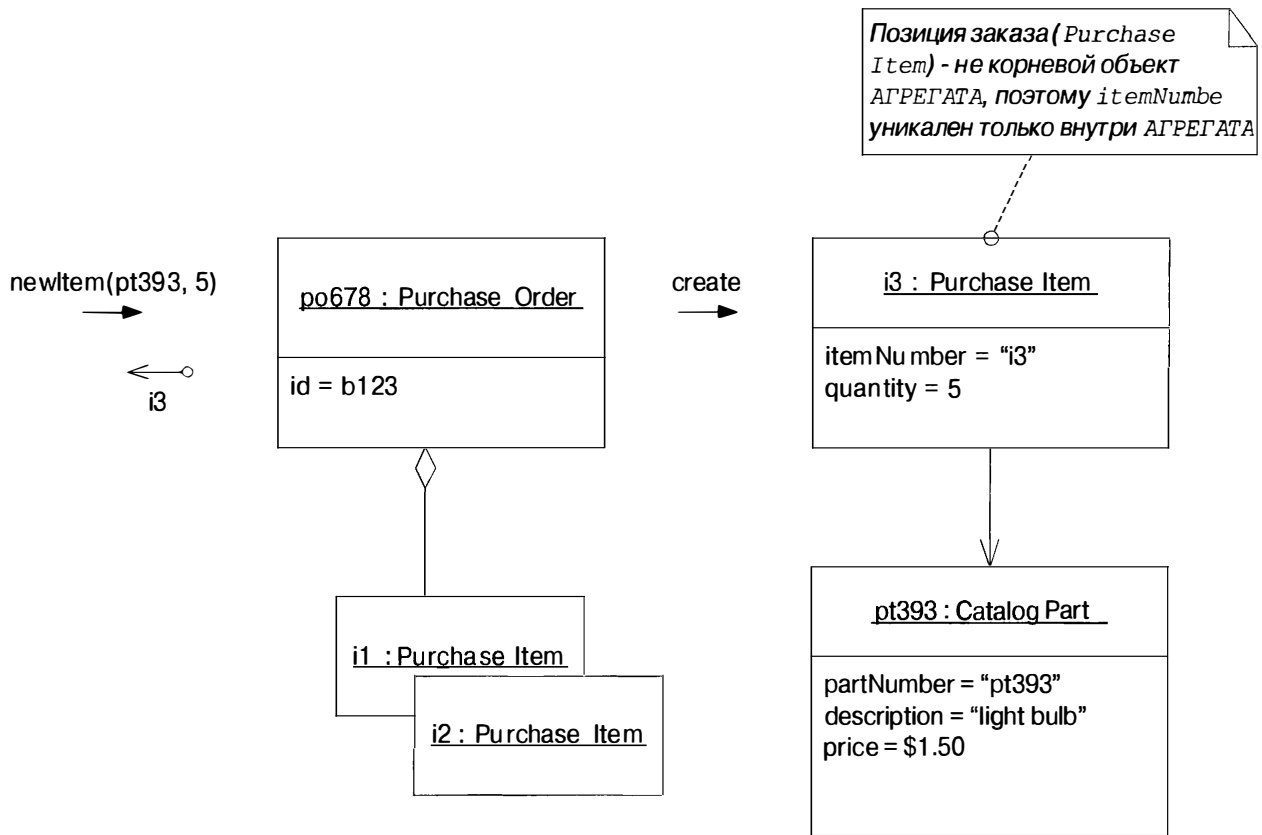 Позиция заказа ( Purchase
Item) - не корневой объект
АГРЕГАТА, поэтому itemNumbe
уникален только внутри АГРЕГАТА
newItem(pt393, 5)
i3
po678 : Purchase Order
id = b123
create
i3 : Purchase Item
itemNumber = “i3”
quantity = 5
i1 : Purchase Item
i2 : Purchase Item
pt393 : Catalog Part
partNumber = “pt393”
description = “light bulb”
price = $1.50